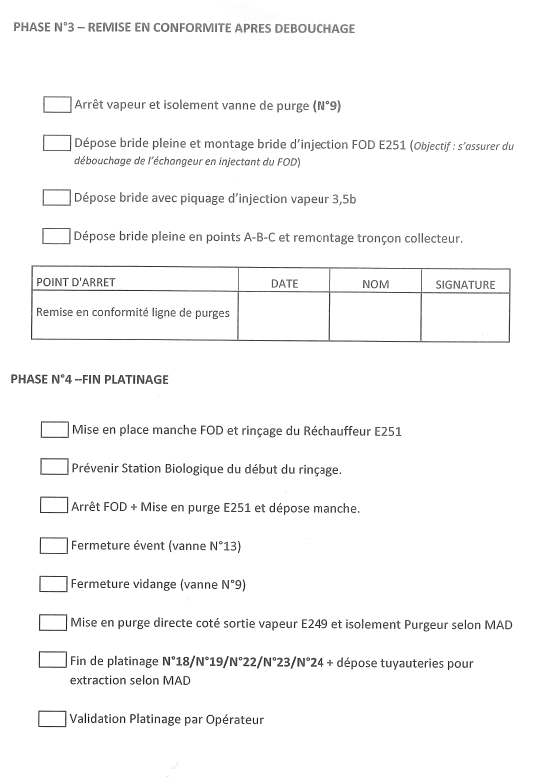 PHASE N°3 – REMISE EN CONFORMITE APRES DEBOUCHAGE
Arrêt vapeur et isolement vanne de purge (N°9)
Dépose bride pleine et montage bride d'injection FOD E251 (Objectif : s'assurer du
débouchage de l'échangeur en injectant du FOD)
Dépose bride avec piquage d'injection vapeur 3,5b
Dépose bride pleine en points A-B-C et remontage tronçon collecteur.
POINT D'ARRET DATE NOM SIGNATURE
Remise en conformité ligne de purges
PHASE N°4 –FIN PLATINAGE
Mise en place manche FOD et rinçage du Réchauffeur E251
Prévenir Station Biologique du début du rinçage.
Arrêt FOD + Mise en purge E251 et dépose manche.
Fermeture évent (vanne N°13)
Fermeture vidange (vanne N°9)
Mise en purge directe coté sortie vapeur E249 et isolement Purgeur selon MAD
Fin de platinage N°18/N°19/N°22/N°23/N°24 + dépose tuyauteries pour
extraction selon MAD
Validation Platinage par Opérateur